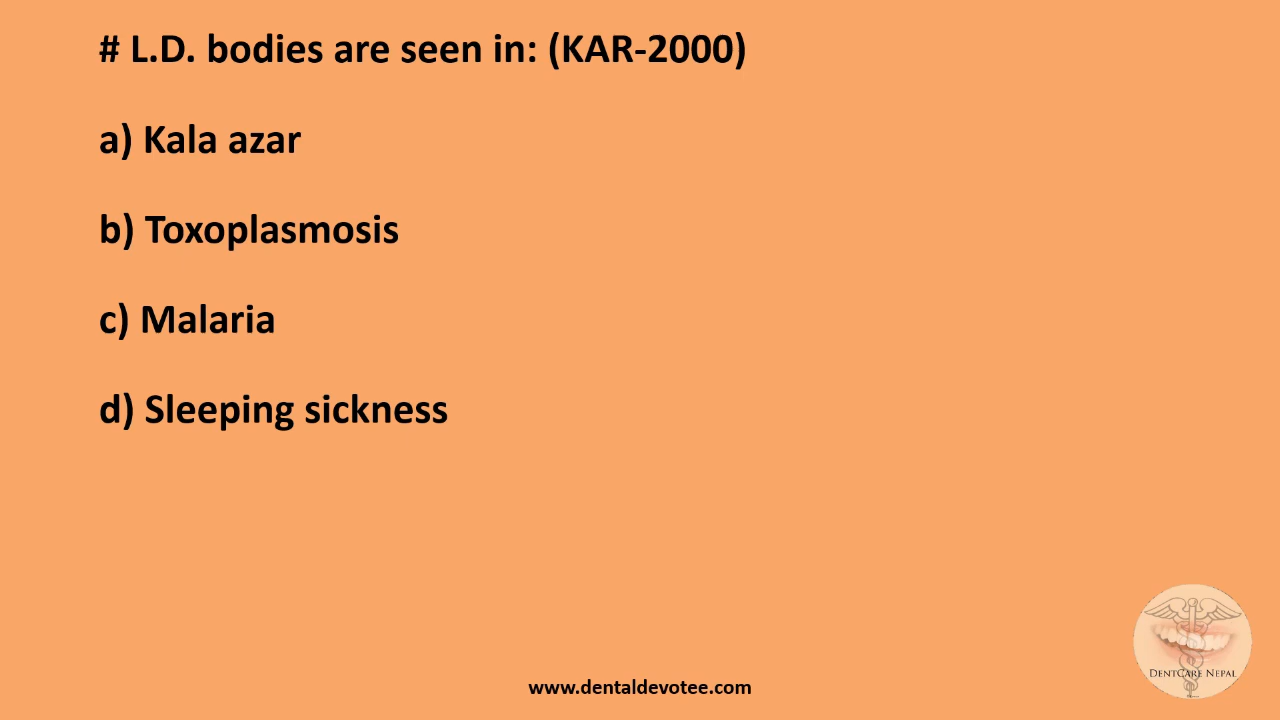 # L.D. bodies are seen in: (KAR-2000)
a) Kala azar
b) Toxoplasmosis
c) Malaria
d) Sleeping sickness
DentCare Nepal
www.dentaldevotee.com